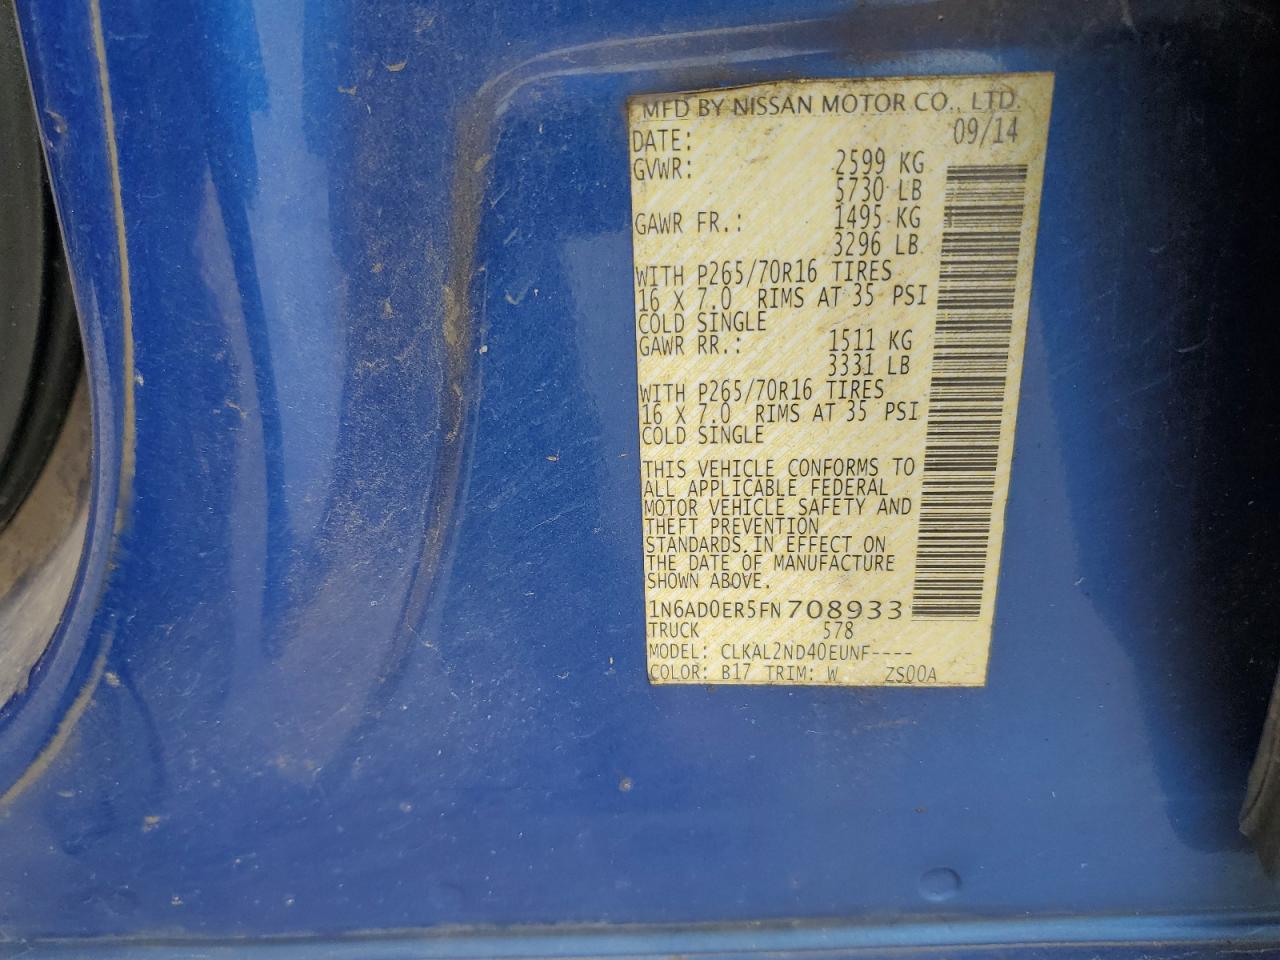 MFD BY NISSAN MOTOR CO., LTD.
DATE: 09/14
GVWR: 2599 KG
5730 LB
GAWR FR.: 1495 KG
3296 LB
WITH P265/70R16 TIRES
16 X 7.0 RIMS AT 35 PSI
COLD SINGLE
GAWR RR.: 1511 KG
3331 LB
WITH P265/70R16 TIRES
16 X 7.0 RIMS AT 35 PSI
COLD SINGLE
THIS VEHICLE CONFORMS TO
ALL APPLICABLE FEDERAL
MOTOR VEHICLE SAFETY AND
THEFT PREVENTION
STANDARDS IN EFFECT ON
THE DATE OF MANUFACTURE
SHOWN ABOVE.
1N6AD0ER5FN708933
TRUCK 578
MODEL: CLKAL2ND40EUNF----
COLOR: B17 TRIM: W ZS00A